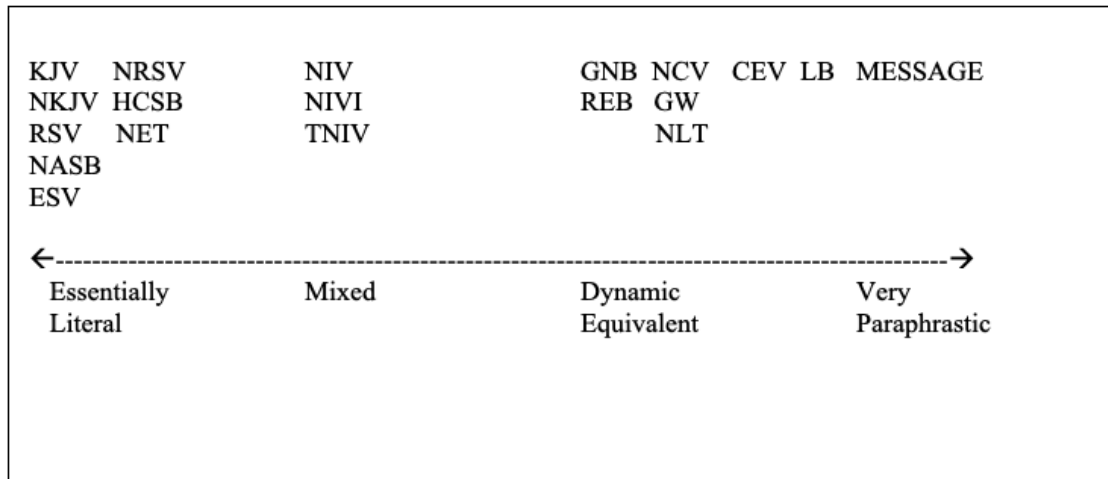 KJV NRSV NIV GNB NCV CEV LB MESSAGE
NKJV HCSB NIVI REB GW
RSV NET TNIV NLT
NASB
ESV
←--------------------------------------------------------------------------------------------------→
Essentially Mixed Dynamic Very
Literal Equivalent Paraphrastic